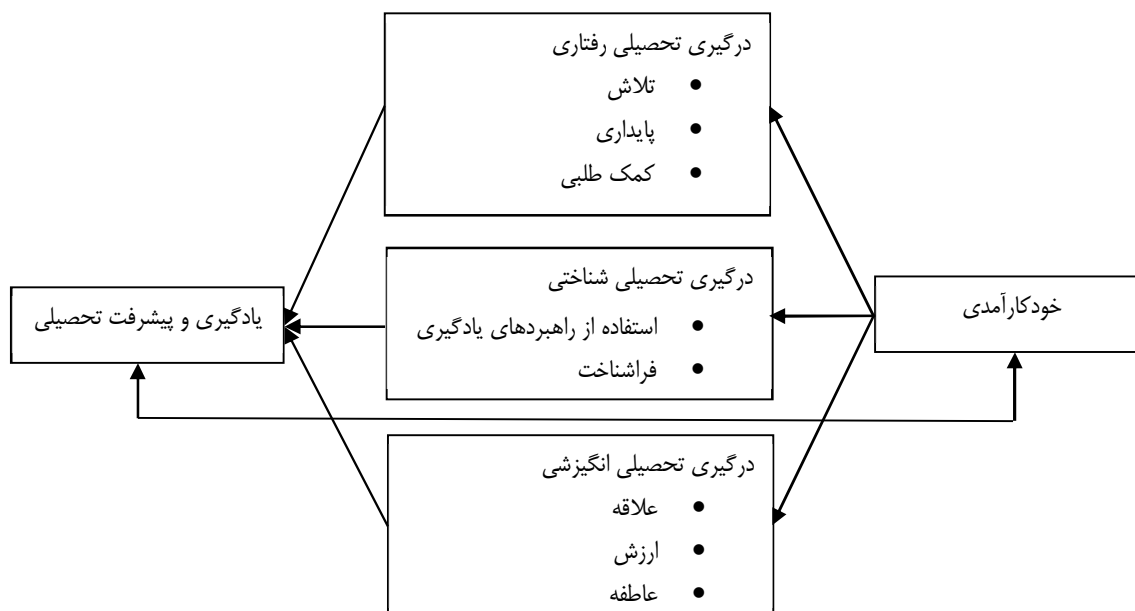 درگیری تحصیلی رفتاری
• تلاش
• پایداری
• کمک طلبی
خودکارآمدی
درگیری تحصیلی شناختی
• استفاده از راهبردهای یادگیری
• فراشناخت
یادگیری و پیشرفت تحصیلی
درگیری تحصیلی انگیزشی
• علاقه
• ارزش
• عاطفه